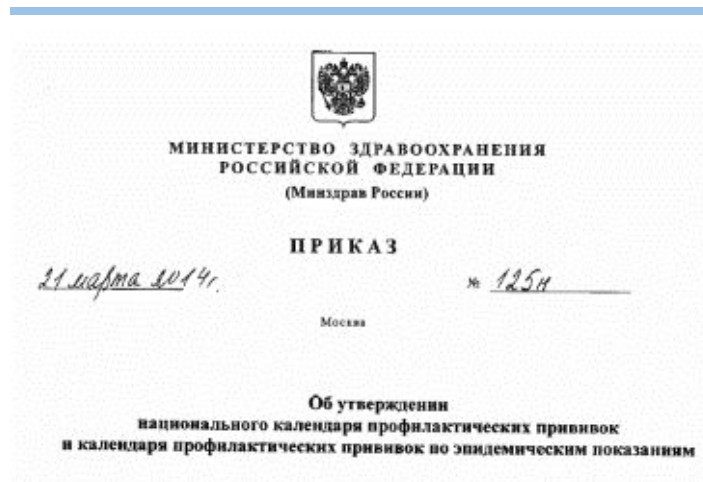 МИНИСТЕРСТВО ЗДРАВООХРАНЕНИЯ
РОССИЙСКОЙ ФЕДЕРАЦИИ
(Минздрав России)
ПРИКАЗ
21 марта 2014г. № 125н
Москва
Об утверждении
национального календаря профилактических прививок
и календаря профилактических прививок по эпидемическим показаниям